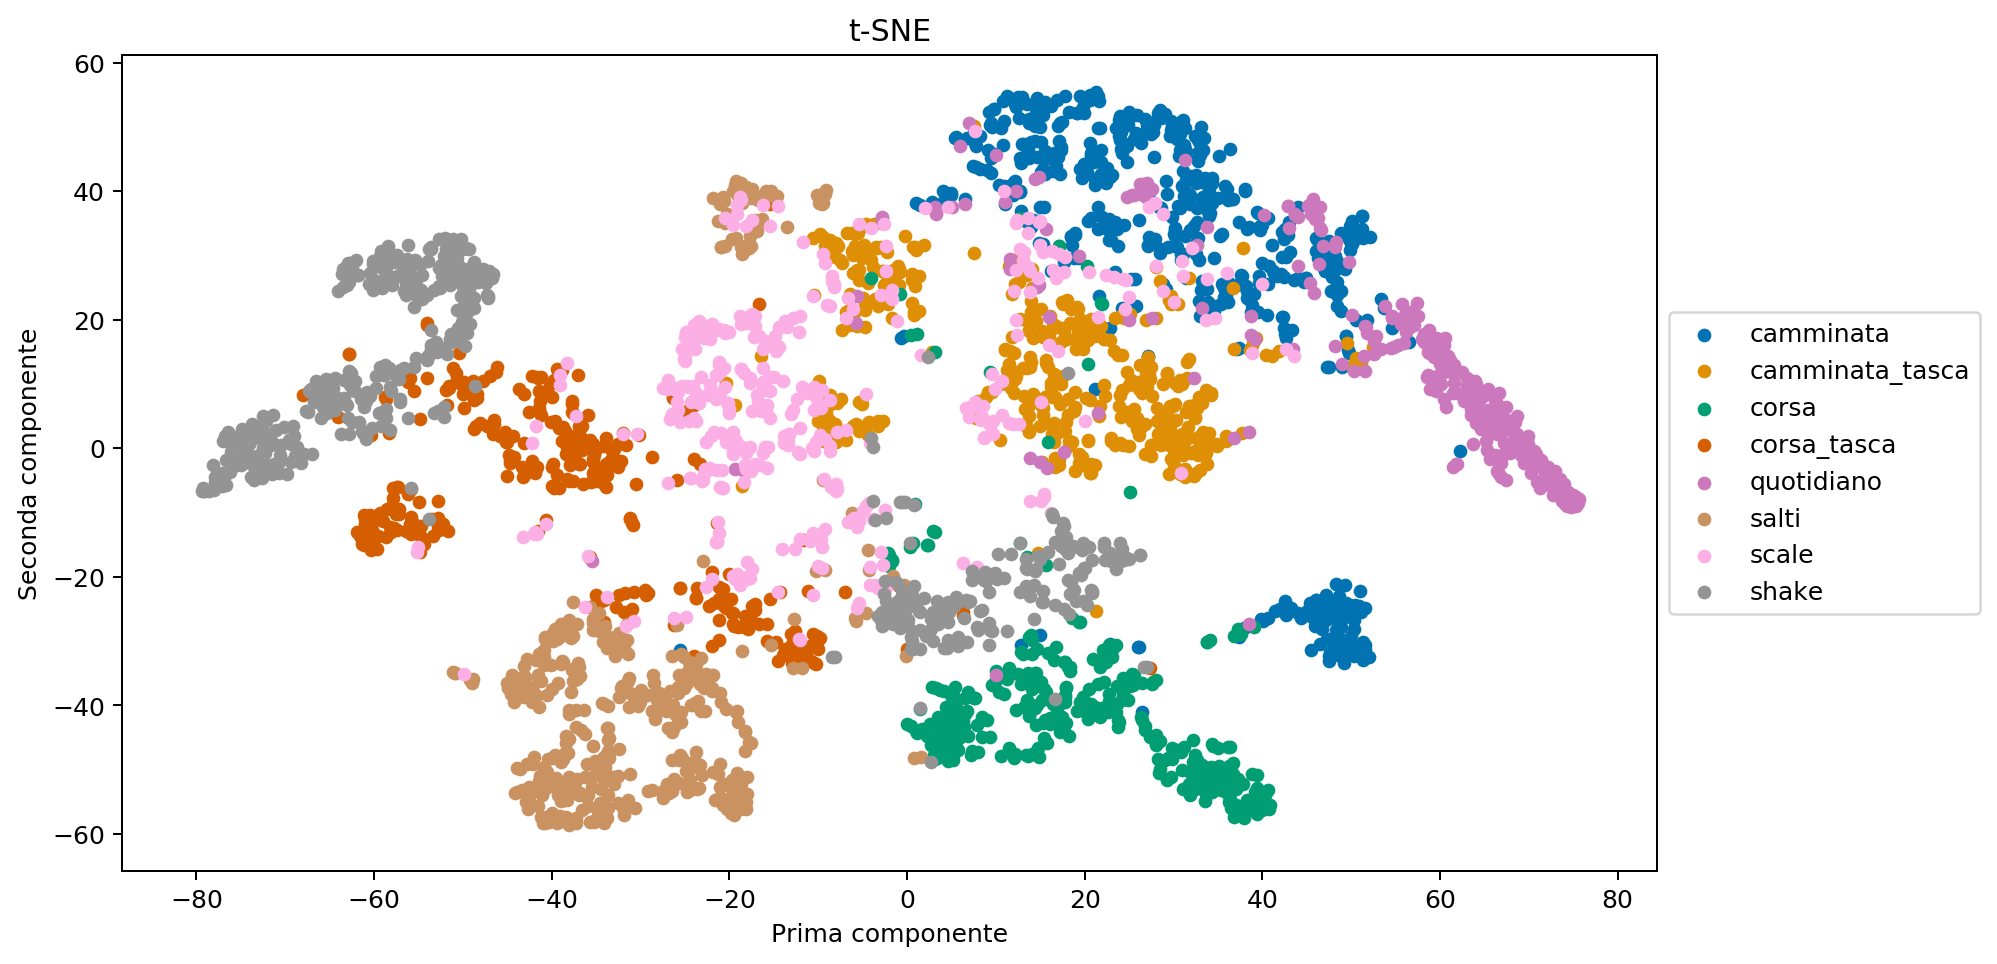 t-SNE
60
40
20
0
−20
−40
−60
Seconda componente
−80 −60 −40 −20 0 20 40 60 80
Prima componente
camminata
camminata_tasca
corsa
corsa_tasca
quotidiano
salti
scale
shake